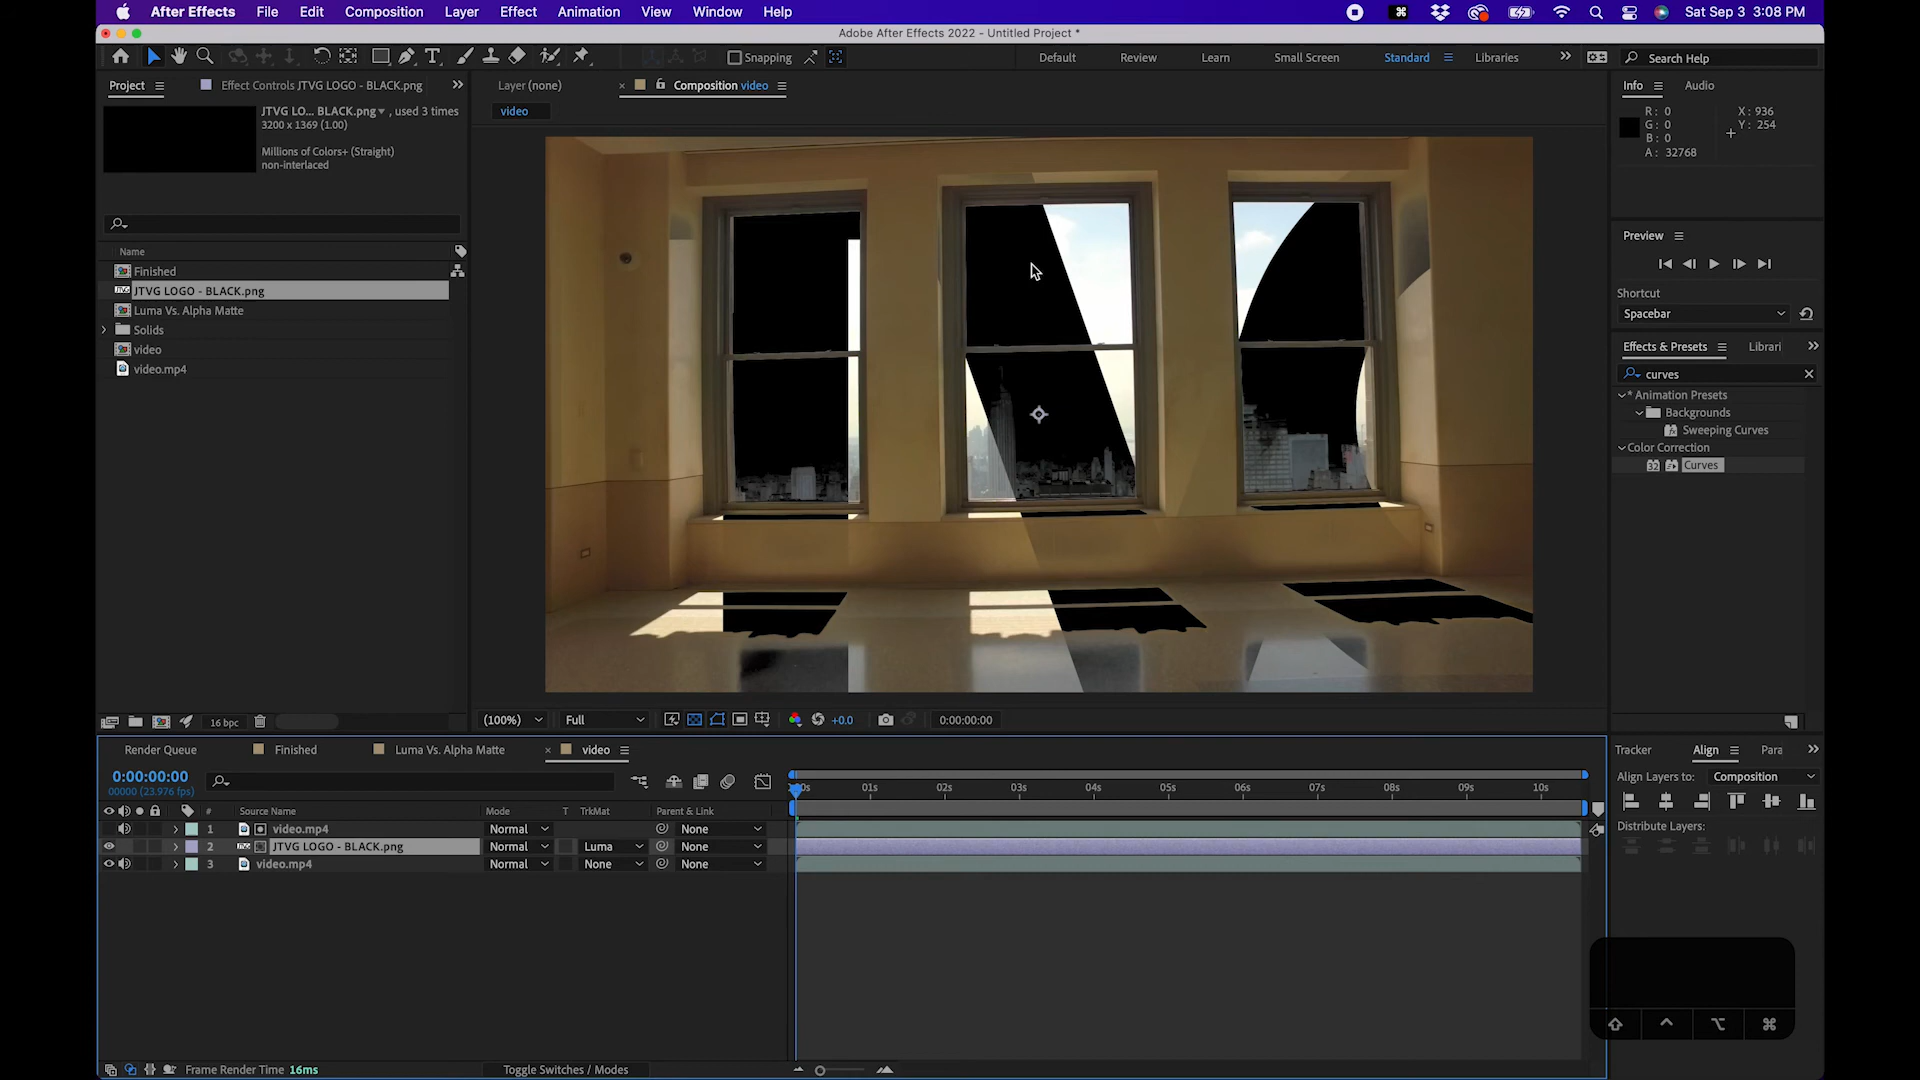 After Effects File Edit Composition Layer Effect Animation View Window Help Sat Sep 3 3:08 PM
Adobe After Effects 2022 - Untitled Project *
Snapping Default Review Learn Small Screen Standard Libraries Search Help
Project Effect Controls JTVG LOGO - BLACK.png Layer (none) Composition video Info Audio
video
JTVG LO... BLACK.png , used 3 times
3200 x 1369 (1.00)
Millions of Colors+ (Straight)
non-interlaced
R: 0 X: 936
G: 0 Y: 254
B: 0
A: 32768
Name
Finished
JTVG LOGO - BLACK.png
Luma Vs. Alpha Matte
Solids
video
video.mp4
Preview
Shortcut
Spacebar
Effects & Presets Librari
curves
* Animation Presets
Backgrounds
Sweeping Curves
Color Correction
32 Curves
16 bpc (100%) Full +0.0 0:00:00:00
Render Queue Finished Luma Vs. Alpha Matte video
0:00:00:00
00000 (23.976 fps)
:00s 01s 02s 03s 04s 05s 06s 07s 08s 09s 10s
# Source Name Mode T TrkMat Parent & Link
1 video.mp4 Normal None
2 JTVG LOGO - BLACK.png Normal Luma None
3 video.mp4 Normal None None
Tracker Align Para
Align Layers to: Composition
Distribute Layers:
Frame Render Time 16ms Toggle Switches / Modes